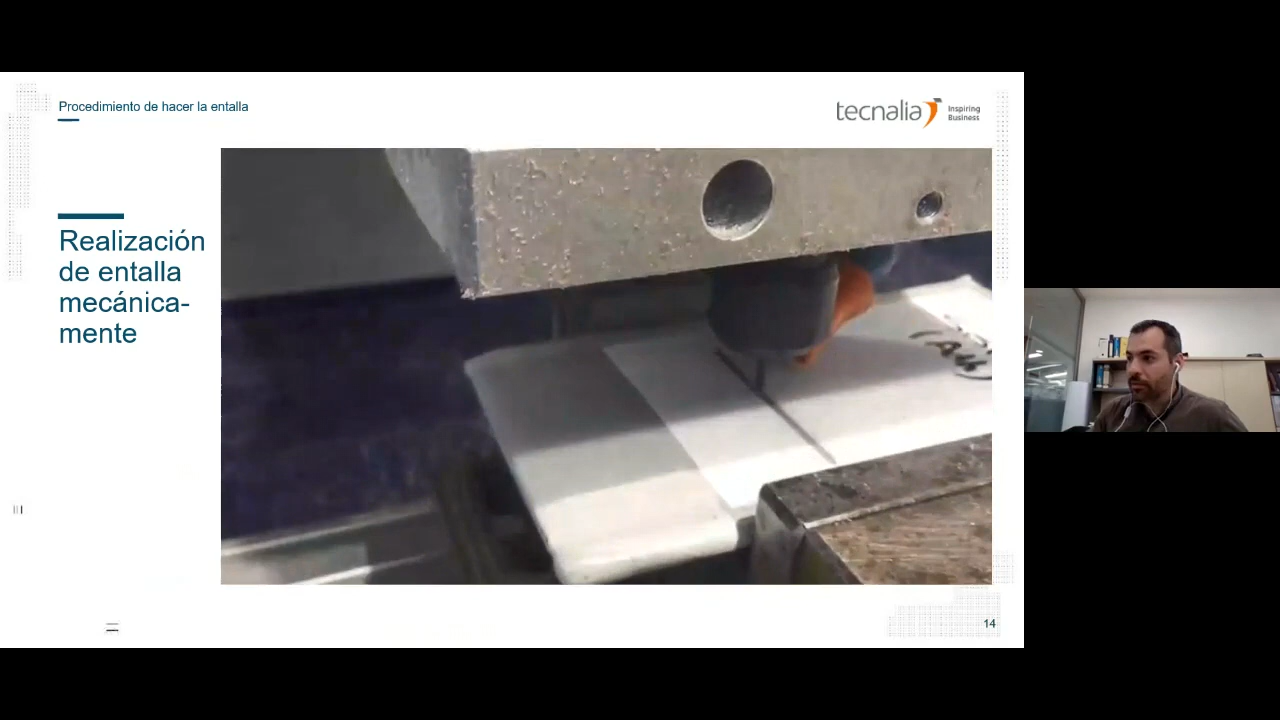 Procedimiento de hacer la entalla
tecnalia
Inspiring
Business
Realización
de entalla
mecánica-
mente
14